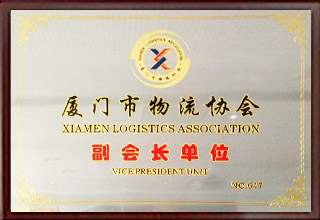 厦门市物流协会
XIAMEN LOGISTICS ASSOCIATION
副会长单位
VICE PRESIDENT UNIT